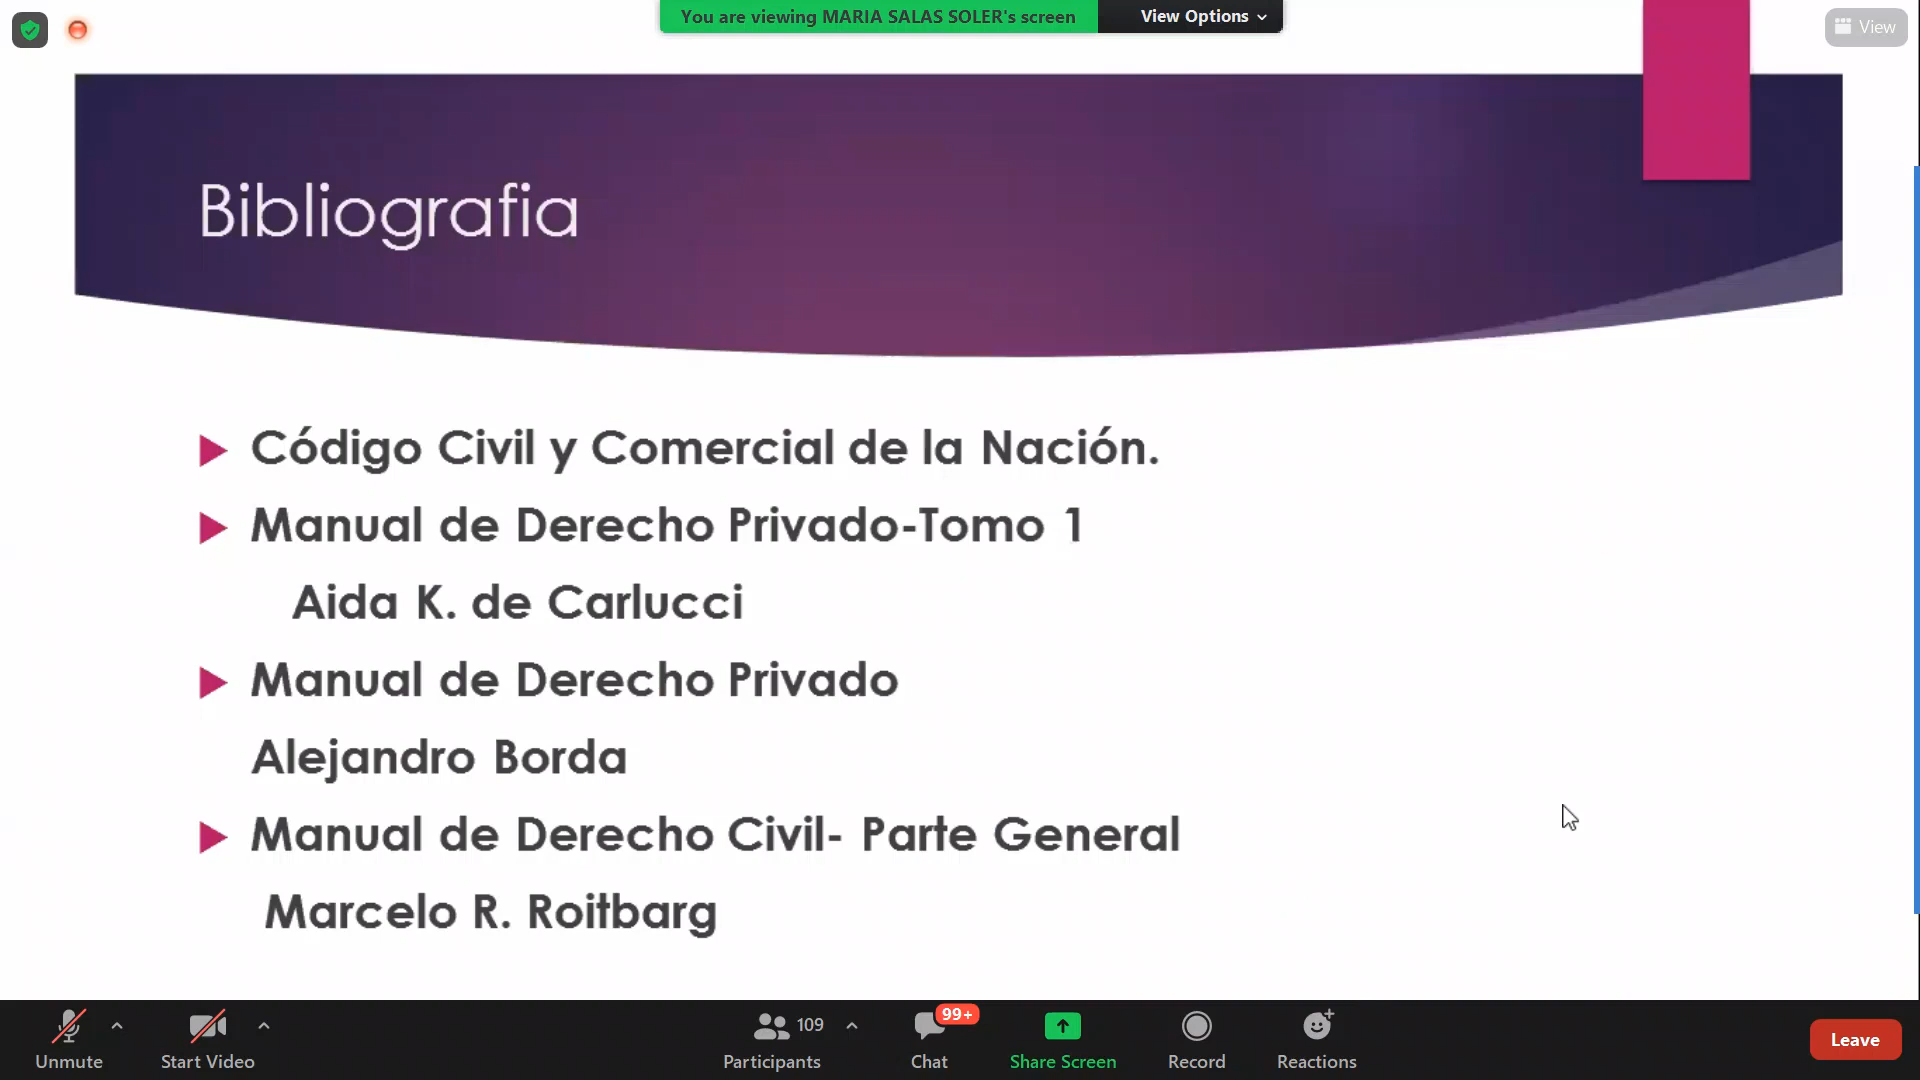 You are viewing MARIA SALAS SOLER's screen
View Options
View
Bibliografia
Código Civil y Comercial de la Nación.
Manual de Derecho Privado-Tomo 1
Aida K. de Carlucci
Manual de Derecho Privado
Alejandro Borda
Manual de Derecho Civil- Parte General
Marcelo R. Roitbarg
Unmute
Start Video
109
Participants
99+
Chat
Share Screen
Record
Reactions
Leave